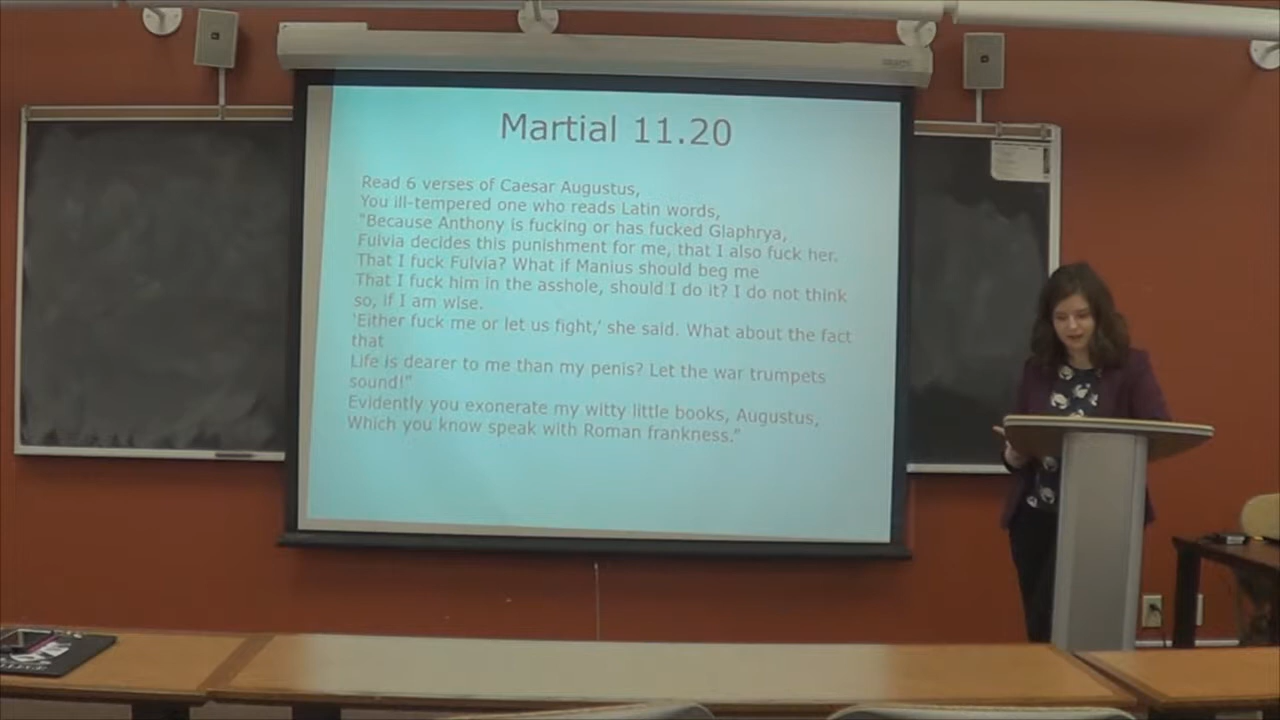 Martial 11.20
Read 6 verses of Caesar Augustus,
You ill-tempered one who reads Latin words,
"Because Anthony is fucking or has fucked Glaphrya,
Fulvia decides this punishment for me, that I also fuck her.
That I fuck Fulvia? What if Manius should beg me
That I fuck him in the asshole, should I do it? I do not think
so, if I am wise.
'Either fuck me or let us fight,' she said. What about the fact
that
Life is dearer to me than my penis? Let the war trumpets
sound!"
Evidently you exonerate my witty little books, Augustus,
Which you know speak with Roman frankness."